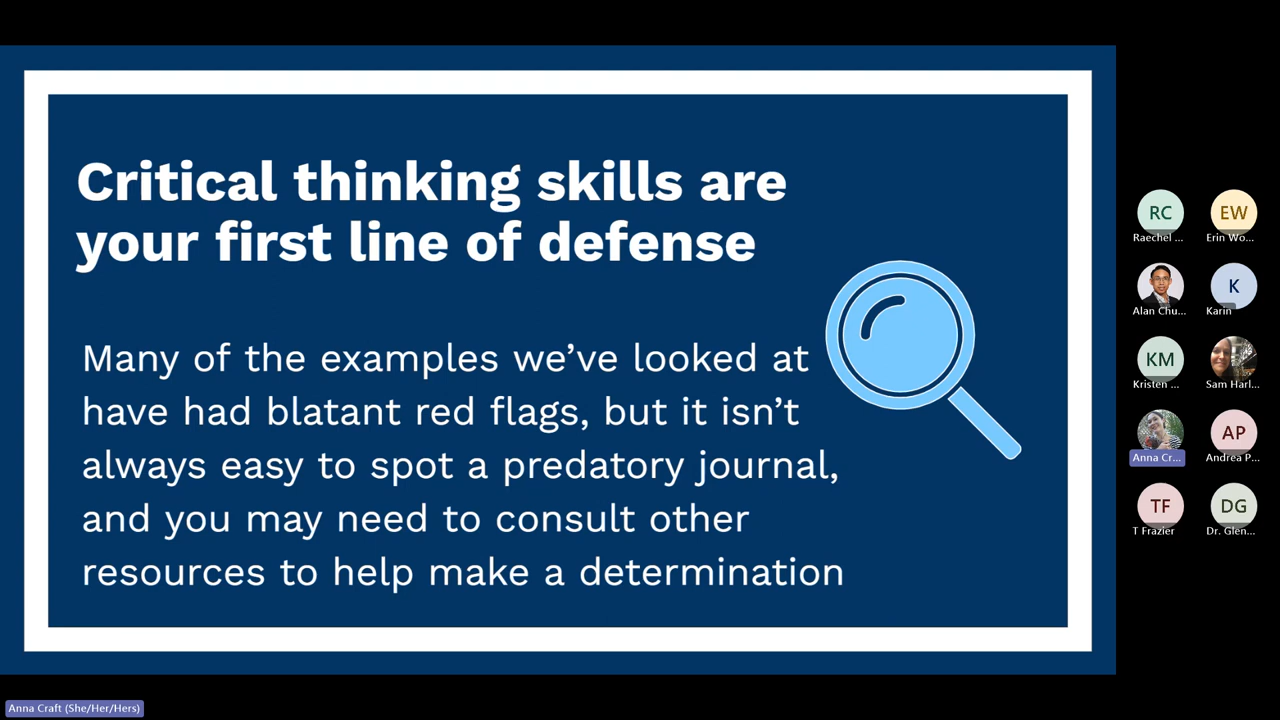 Critical thinking skills are
your first line of defense
Many of the examples we’ve looked at
have had blatant red flags, but it isn’t
always easy to spot a predatory journal,
and you may need to consult other
resources to help make a determination
RC
EW
Raechel ...
Erin Wo...
K
Alan Chu...
Karin
KM
Kristen ...
Sam Harl...
AP
Anna Cr...
Andrea P...
TF
DG
T Frazier
Dr. Glen...
Anna Craft (She/Her/Hers)